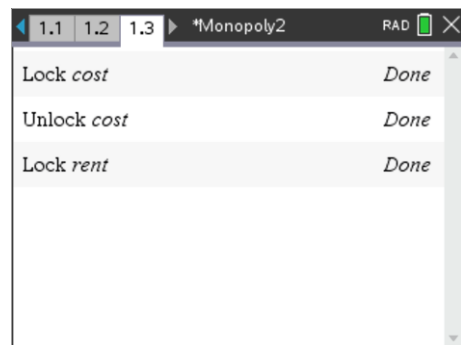 1.1 1.2 1.3 *Monopoly2 RAD
Lock cost Done
Unlock cost Done
Lock rent Done